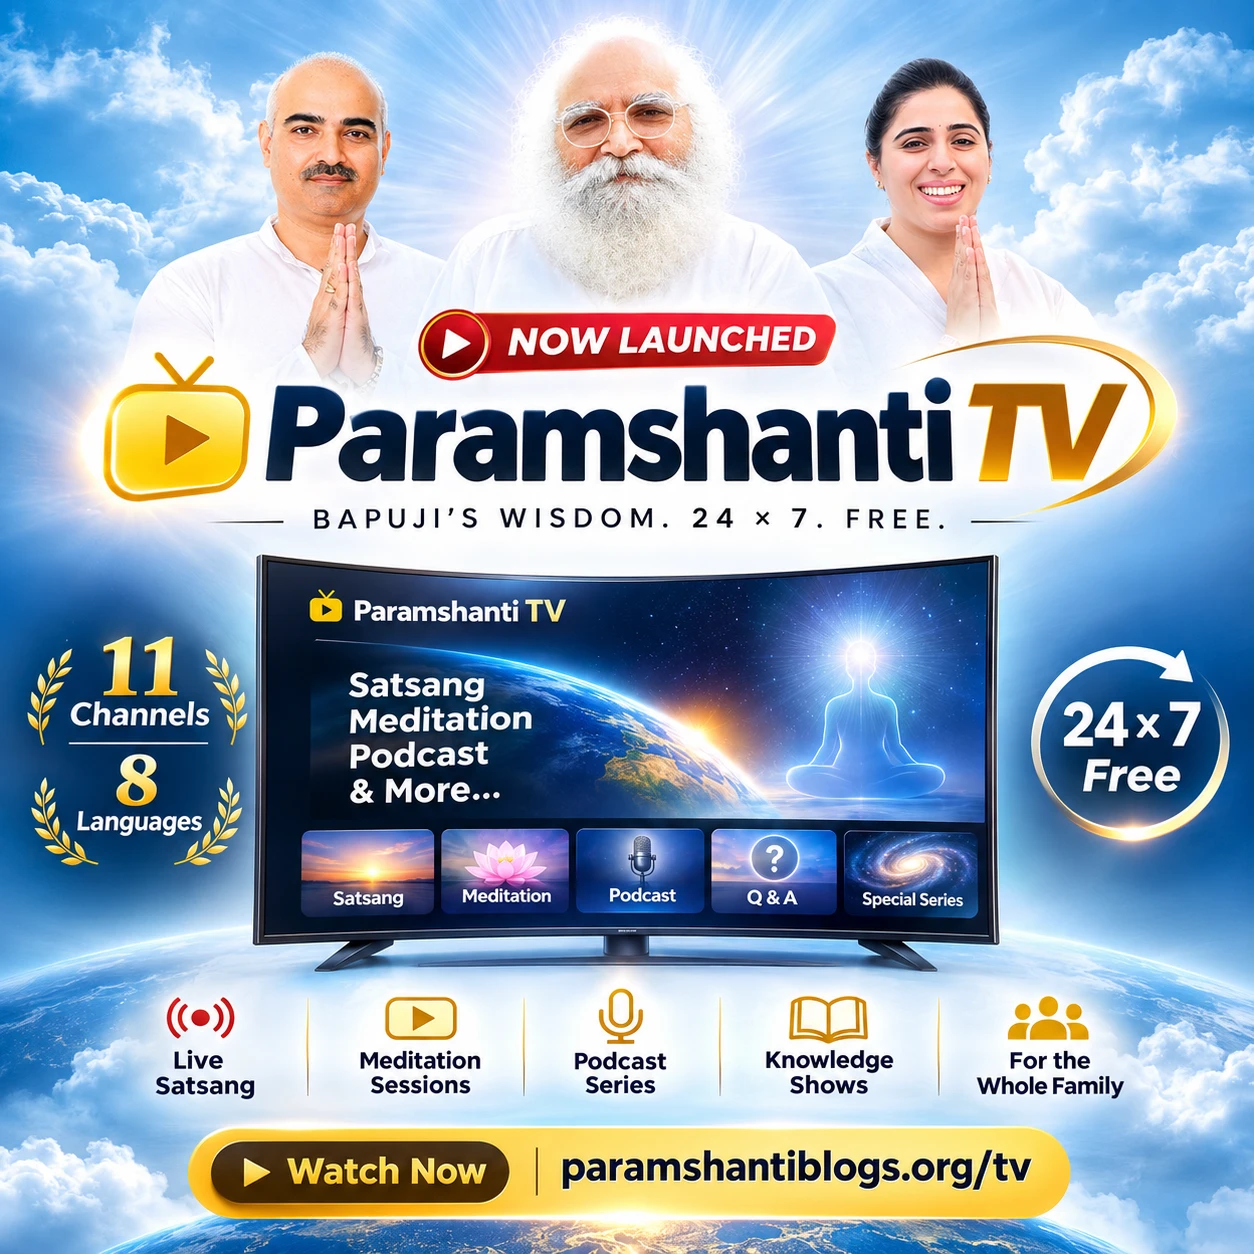 NOW LAUNCHED
Paramshanti TV
BAPUJI'S WISDOM. 24 × 7. FREE.
Paramshanti TV
Satsang
Meditation
Podcast
& More...
Satsang
Meditation
Podcast
Q & A
Special Series
11
Channels
8
Languages
24 × 7
Free
Live
Satsang
Meditation
Sessions
Podcast
Series
Knowledge
Shows
For the
Whole Family
Watch Now
paramshantiblogs.org/tv